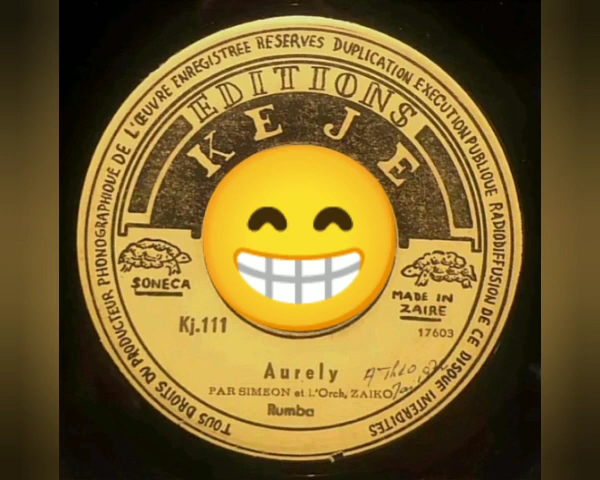 TOUS DROITS DU PRODUCTEUR PHONOGRAPHIQUE DE L'ŒUVRE ENREGISTREE RESERVES DUPLICATION EXECUTION PUBLIQUE RADIODIFFUSION DE CE DISQUE INTERDITES
EDITIONS
KEJE
SONECA
MADE IN
ZAIRE
Kj.111
17603
Aurely
PAR SIMEON et L'Orch, ZAIKO
Rumba